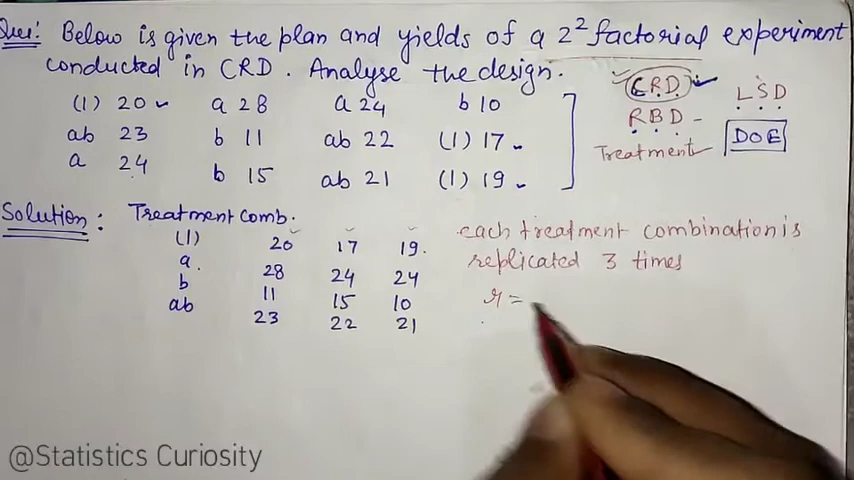 Ques: Below is given the plan and yields of a 2² factorial experiment
conducted in CRD. Analyse the design.
(1) 20 a 28 a 24 b 10
ab 23 b 11 ab 22 (1) 17
a 24 b 15 ab 21 (1) 19
CRD LSD
RBD DOE
Treatment
Solution: Treatment Comb.
(1) 20 17 19.
a. 28 24 24
b 11 15 10
ab 23 22 21
each treatment combination is
replicated 3 times
r =
@Statistics Curiosity